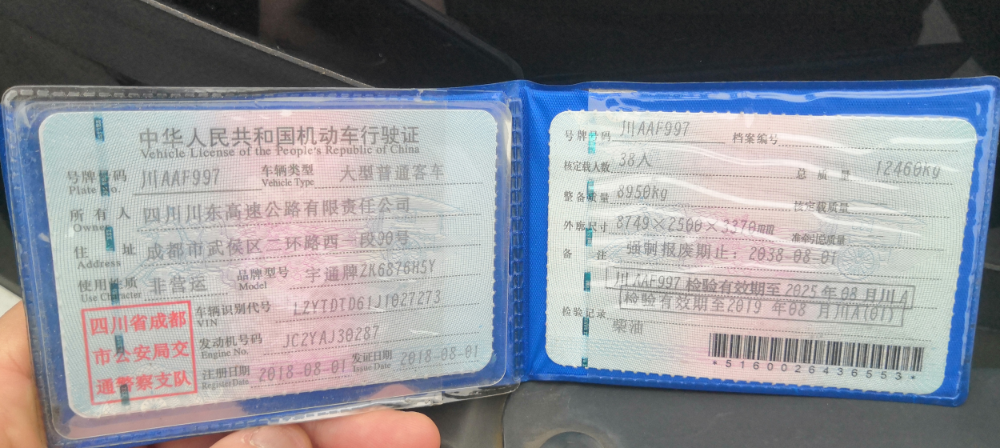 中华人民共和国机动车行驶证
Vehicle License of the People's Republic of China
号牌号码 川AAF997 车辆类型 大型普通客车
Plate No. Vehicle Type
所有人 四川川东高速公路有限责任公司
Owner
住址 成都市武侯区二环路西一段90号
Address
使用性质 非营运 品牌型号 宇通牌ZK6876H5Y
Use Character Model
四川省成都
市公安局交
通警察支队
车辆识别代号 LZYTDTD61J1027273
VIN
发动机号码 JC2YAJ30287
Engine No.
注册日期 2018-08-01 发证日期 2018-08-01
Register Date Issue Date
号牌号码 川AAF997 档案编号
核定载人数 38人 总质量 12460kg
整备质量 8950kg 核定载质量
外廓尺寸 8749×2500×3370mm 准牵引总质量
备注 强制报废期止：2038-08-01
川AAF997 检验有效期至 2025年08月川A
检验有效期至2019年08月川A(01)
检验记录
柴油
*5160026436553*